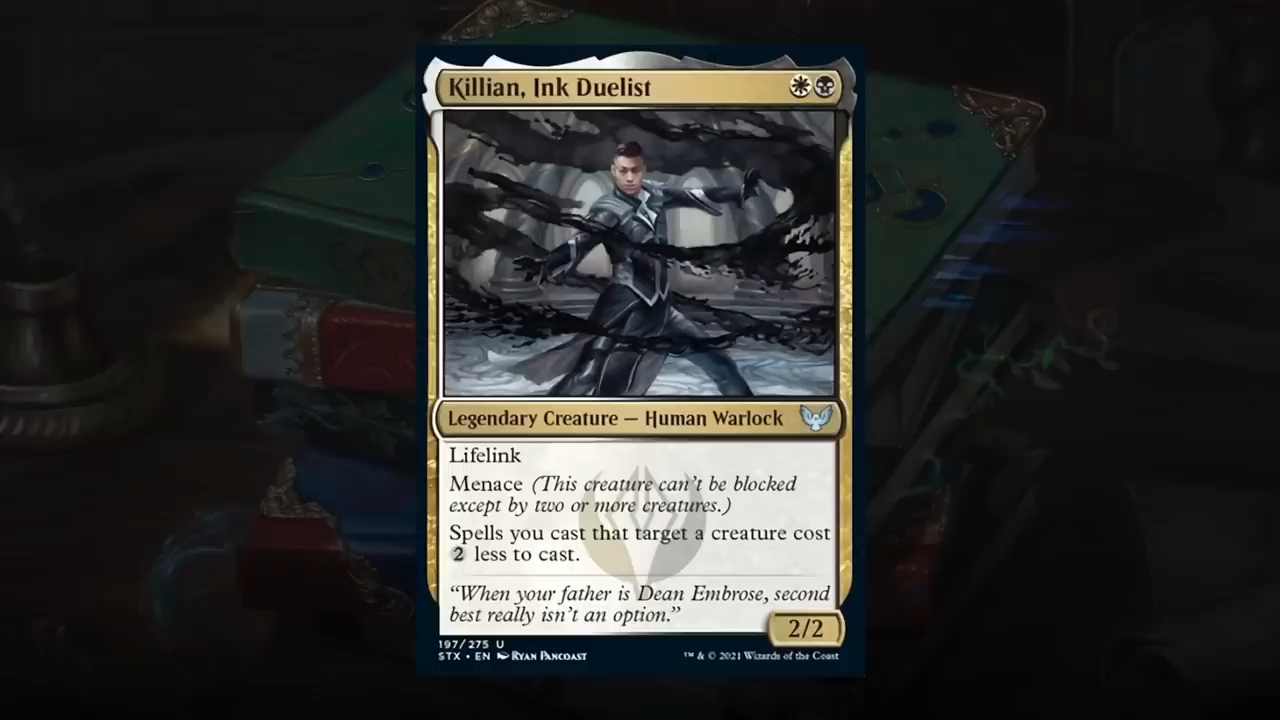 Killian, Ink Duelist
Legendary Creature — Human Warlock
Lifelink
Menace (This creature can't be blocked
except by two or more creatures.)
Spells you cast that target a creature cost
2 less to cast.
“When your father is Dean Embrose, second
best really isn't an option.”
2/2
197/275 U
STX • EN Ryan Pancoast
™ & © 2021 Wizards of the Coast